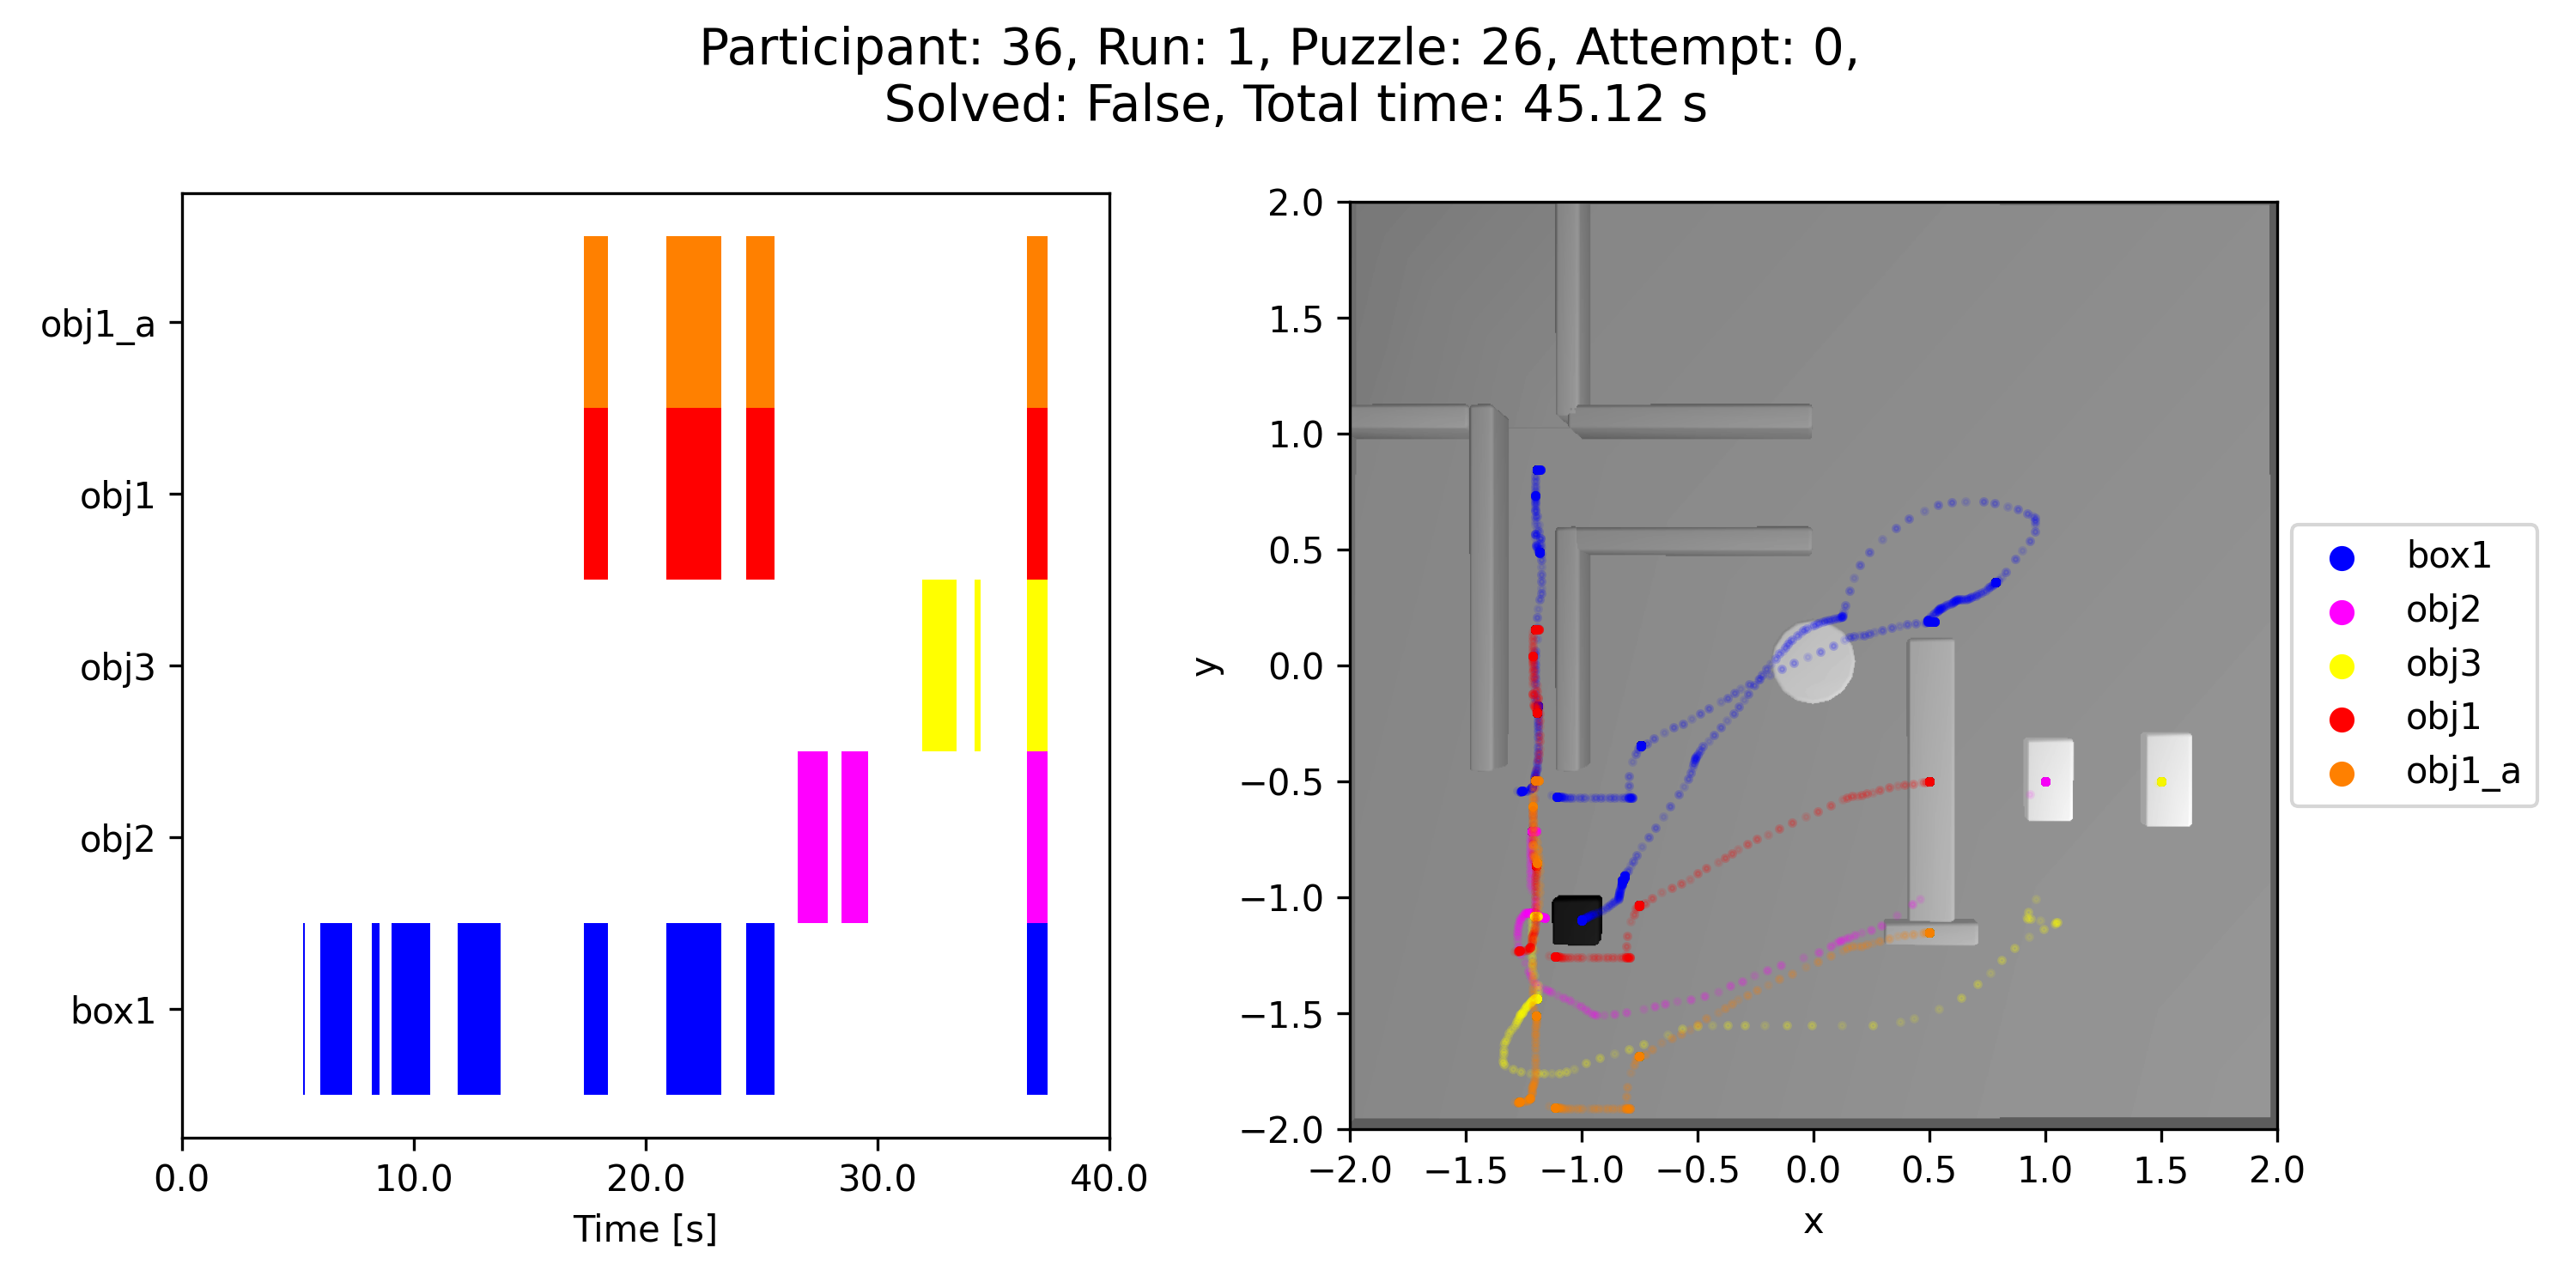 Participant: 36, Run: 1, Puzzle: 26, Attempt: 0,
Solved: False, Total time: 45.12 s
obj1_a
obj1
obj3
obj2
box1
0.0 10.0 20.0 30.0 40.0
Time [s]
2.0
1.5
1.0
0.5
0.0
−0.5
−1.0
−1.5
−2.0
y
−2.0 −1.5 −1.0 −0.5 0.0 0.5 1.0 1.5 2.0
x
box1
obj2
obj3
obj1
obj1_a